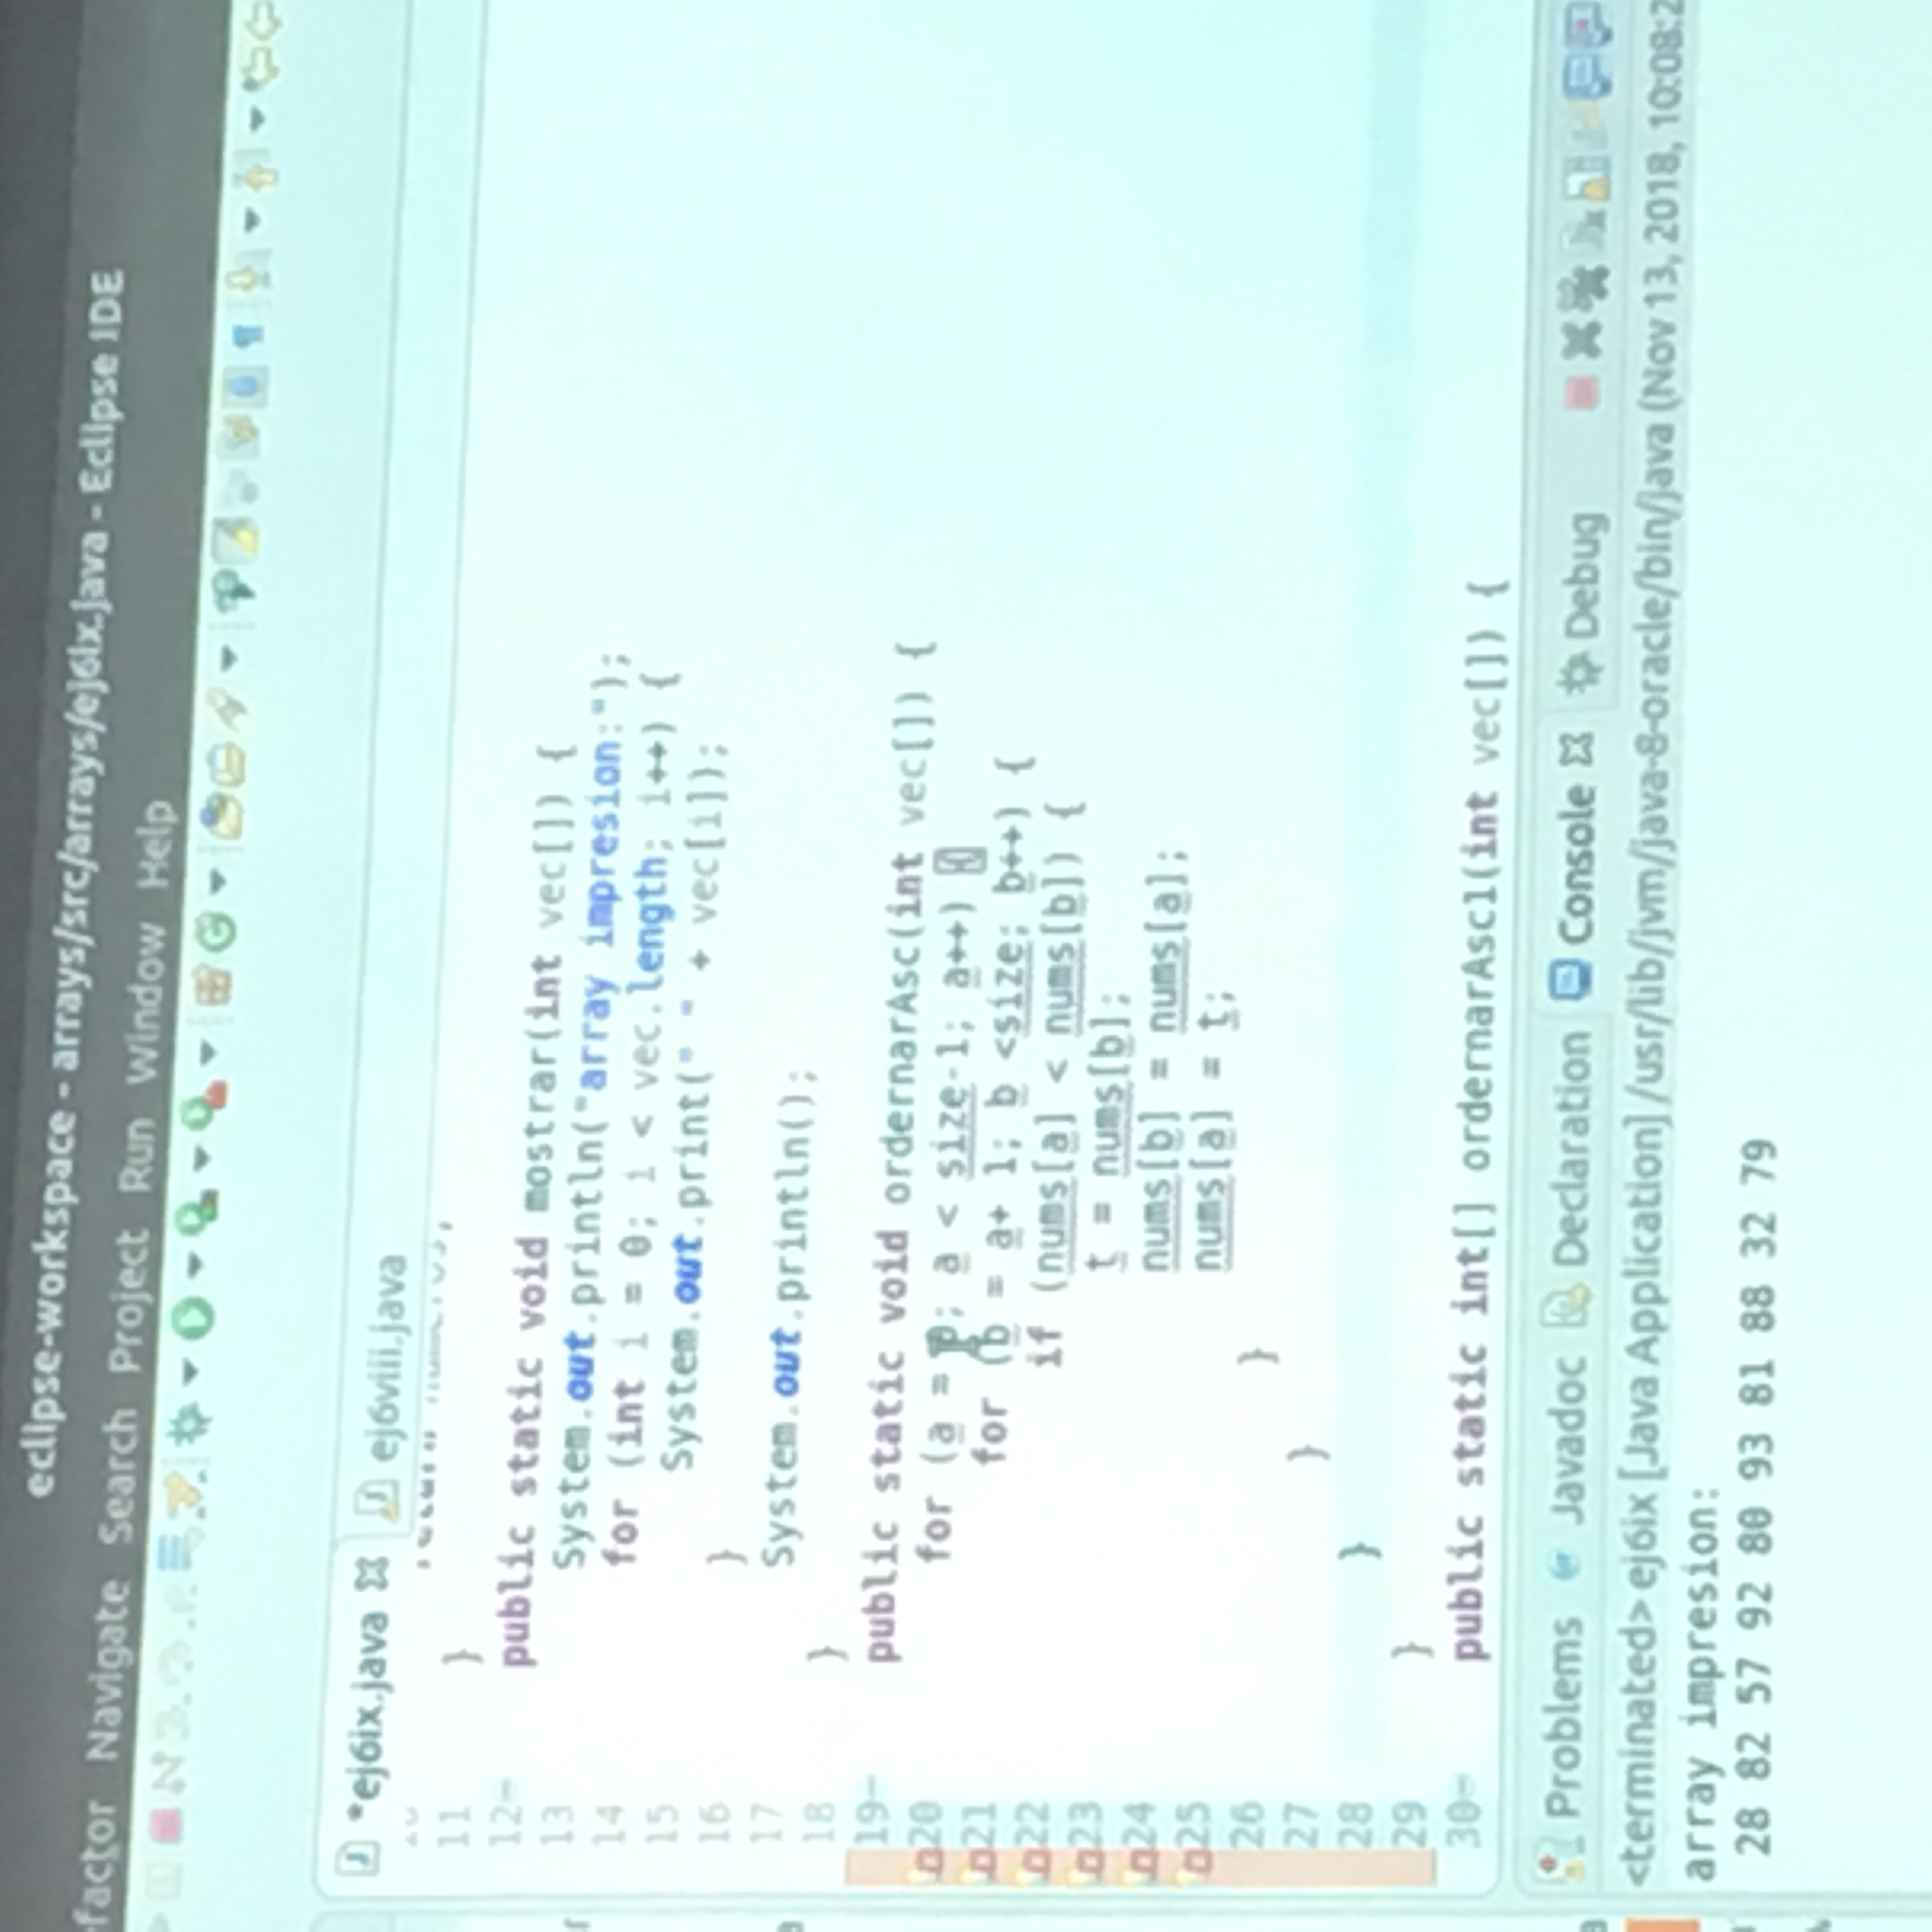 eclipse-workspace - arrays/src/arrays/ej6ix.java - Eclipse IDE
factor Navigate Search Project Run Window Help
*ej6ix.java ej6viii.java
11 }
12 public static void mostrar(int vec[]) {
13 System.out.println("array impresion:");
14 for (int i = 0; i < vec.length; i++) {
15 System.out.print(" " + vec[i]);
16 }
17 System.out.println();
18 }
19 public static void ordernarAsc(int vec[]) {
20 for (a = 0; a < size-1; a++) {
21 for (b = a+ 1; b <size; b++) {
22 if (nums[a] < nums[b]) {
23 t = nums[b];
24 nums[b] = nums[a];
25 nums[a] = t;
26 }
27 }
28 }
29 }
30 public static int[] ordernarAsc1(int vec[]) {
Problems Javadoc Declaration Console Debug
<terminated> ej6ix [Java Application] /usr/lib/jvm/java-8-oracle/bin/java (Nov 13, 2018, 10:08:2
array impresion:
28 82 57 92 80 93 81 88 32 79